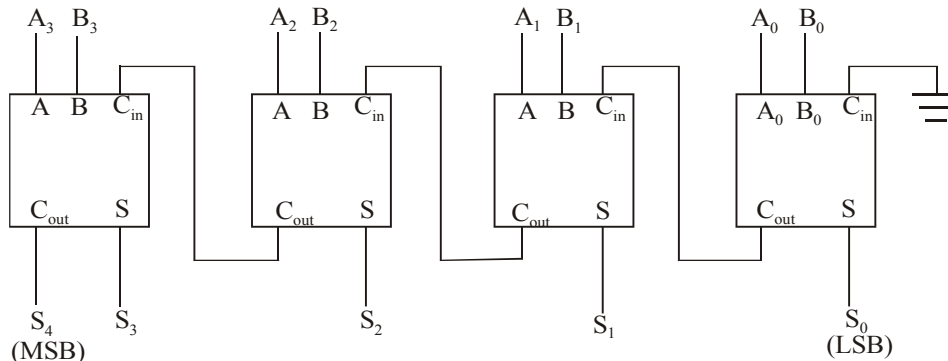 A₃ B₃ A₂ B₂ A₁ B₁ A₀ B₀
A B Cᵢₙ A B Cᵢₙ A B Cᵢₙ A₀ B₀ Cᵢₙ
Cₒᵤₜ S Cₒᵤₜ S Cₒᵤₜ S Cₒᵤₜ S
S₄ S₃ S₂ S₁ S₀
(MSB) (LSB)